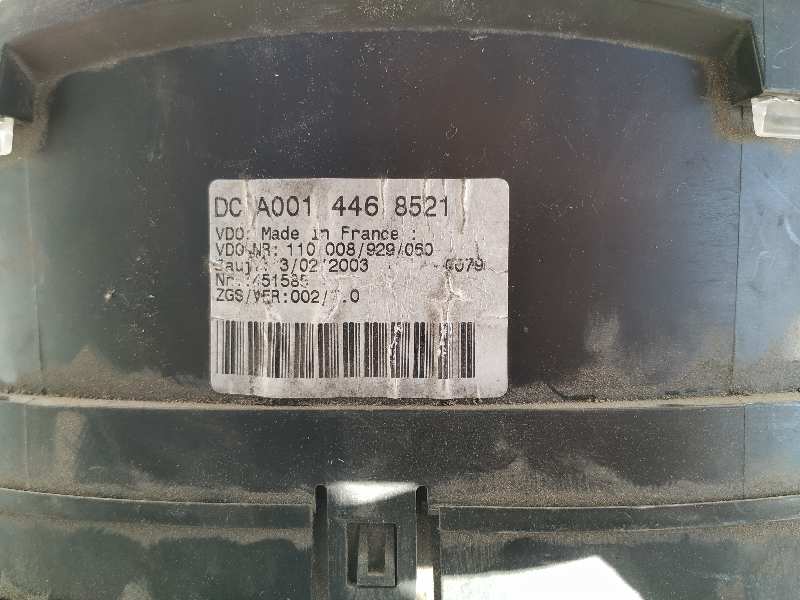 DC A001 446 8521
VDO: Made in France :
VDO NR: 110 008/929/060
3/02/2003
Nr.:
ZGS/VER:002/